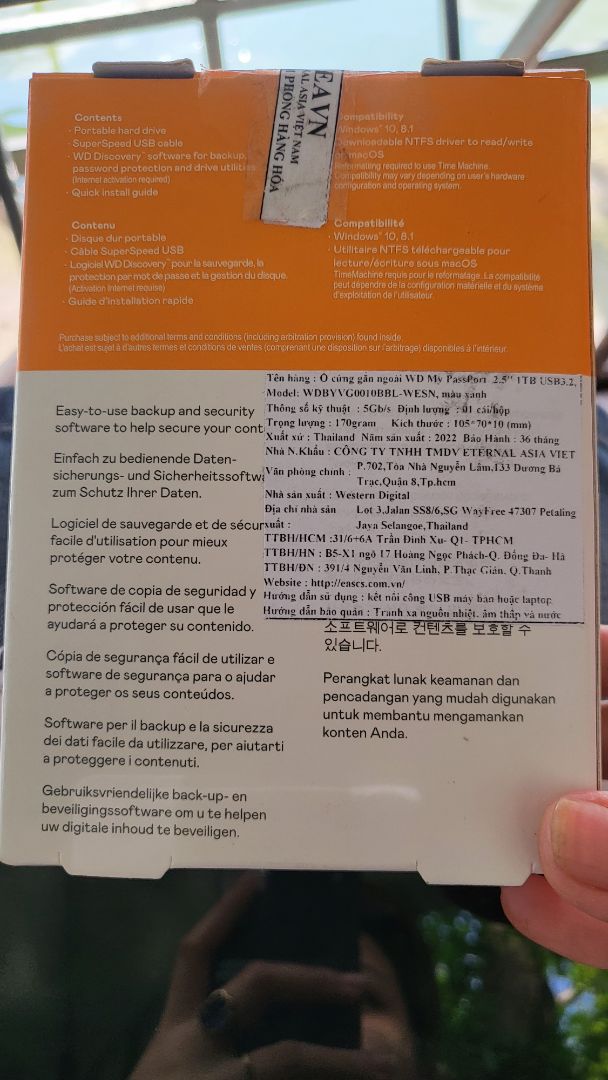 EAVN
AL ASIA VIỆT NAM
PHÒNG HÀNG HÓA
Contents
· Portable hard drive
· SuperSpeed USB cable
· WD Discovery™ software for backup,
password protection and drive utilities
(Internet activation required)
· Quick install guide
Compatibility
Windows® 10, 8.1
Downloadable NTFS driver to read/write
macOS
Reformatting required to use Time Machine.
Compatibility may vary depending on user's hardware
configuration and operating system.
Contenu
· Disque dur portable
· Câble SuperSpeed USB
· Logiciel WD Discovery™ pour la sauvegarde, la
protection par mot de passe et la gestion du disque.
(Activation Internet requise)
· Guide d'installation rapide
Compatibilité
· Windows® 10, 8.1
· Utilitaire NTFS téléchargeable pour
lecture/écriture sous macOS
TimeMachine requis pour le reformatage. La compatibilité
peut dépendre de la configuration matérielle et du système
d'exploitation de l'utilisateur.
Purchase subject to additional terms and conditions (including arbitration provision) found inside.
L'achat est sujet à d'autres termes et conditions de ventes (comprenant une disposition sur l'arbitrage) disponibles à l'intérieur.
Tên hàng : Ổ cứng gắn ngoài WD My PassPort 2.5" 1TB USB3.2,
Model: WDBYVG0010BBL-WESN, màu xanh
Thông số kỹ thuật : 5Gb/s Định lượng : 01 cái/hộp
Trọng lượng : 170gram Kích thước : 105*70*10 (mm)
Xuất xứ : Thailand Năm sản xuất : 2022 Bảo Hành : 36 tháng
Nhà N.Khẩu : CÔNG TY TNHH TMDV ETERNAL ASIA VIET
Văn phòng chính : P.702,Tòa Nhà Nguyễn Lâm,133 Dương Bá
Trạc,Quận 8,Tp.hcm
Nhà sản xuất : Western Digital
Địa chỉ nhà sản Lot 3,Jalan SS8/6,SG WayFree 47307 Petaling
xuất : Jaya Selangoe,Thailand
TTBH/HCM :31/6+6A Trần Đình Xu- Q1- TPHCM
TTBH/HN : B5-X1 ngõ 17 Hoàng Ngọc Phách-Q. Đống Đa- Hà
TTBH/ĐN : 391/4 Nguyễn Văn Linh, P.Thạc Gián, Q.Thanh
Website : http://eascs.com.vn/
Hướng dẫn sử dụng : kết nối cổng USB máy bàn hoặc laptop
Hướng dẫn bảo quản : Tránh xa nguồn nhiệt, ẩm thấp và nước
Easy-to-use backup and security
software to help secure your cont
Einfach zu bedienende Daten-
sicherungs- und Sicherheitssoftwa
zum Schutz Ihrer Daten.
Logiciel de sauvegarde et de sécur
facile d'utilisation pour mieux
protéger votre contenu.
Software de copia de seguridad y
protección fácil de usar que le
ayudará a proteger su contenido.
Cópia de segurança fácil de utilizar e
software de segurança para o ajudar
a proteger os seus conteúdos.
Software per il backup e la sicurezza
dei dati facile da utilizzare, per aiutarti
a proteggere i contenuti.
Gebruiksvriendelijke back-up- en
beveiligingssoftware om u te helpen
uw digitale inhoud te beveiligen.
소프트웨어로 컨텐츠를 보호할 수
있습니다.
Perangkat lunak keamanan dan
pencadangan yang mudah digunakan
untuk membantu mengamankan
konten Anda.